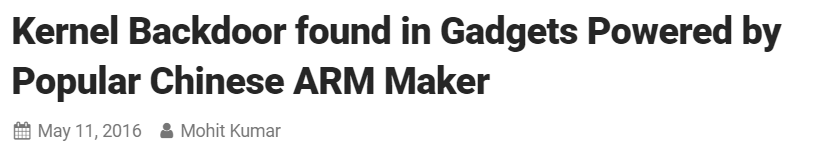 Kernel Backdoor found in Gadgets Powered by
Popular Chinese ARM Maker
May 11, 2016 Mohit Kumar